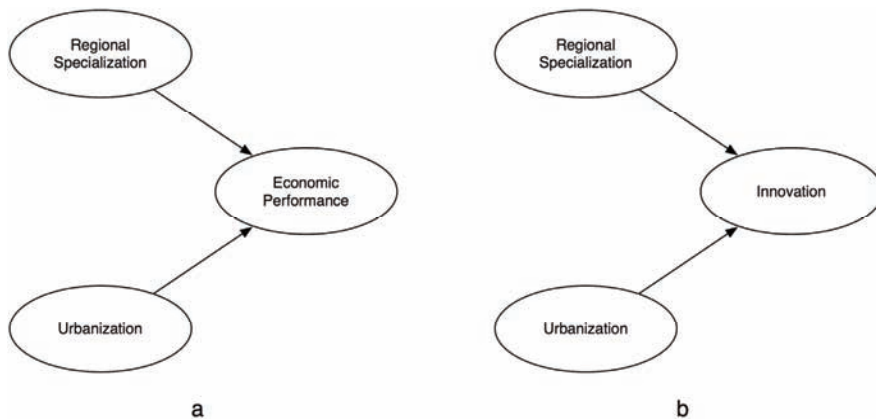 Regional
Specialization
Economic
Performance
Urbanization
a
Regional
Specialization
Innovation
Urbanization
b